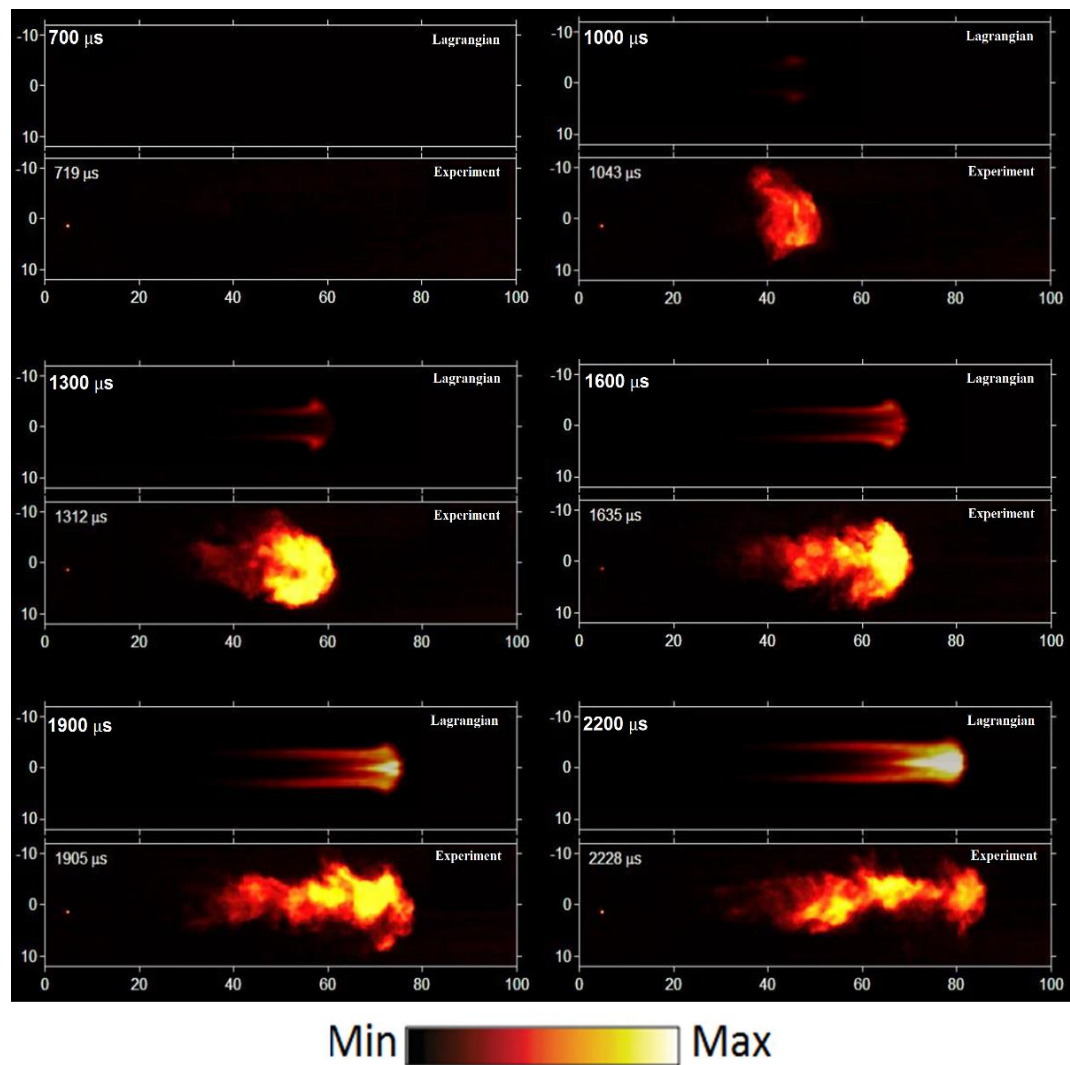 -10 700 μs Lagrangian
0
10
-10 719 μs Experiment
0
10
0 20 40 60 80 100
-10 1000 μs Lagrangian
0
10
-10 1043 μs Experiment
0
10
0 20 40 60 80 100
-10 1300 μs Lagrangian
0
10
-10 1312 μs Experiment
0
10
0 20 40 60 80 100
-10 1600 μs Lagrangian
0
10
-10 1635 μs Experiment
0
10
0 20 40 60 80 100
-10 1900 μs Lagrangian
0
10
-10 1905 μs Experiment
0
10
0 20 40 60 80 100
-10 2200 μs Lagrangian
0
10
-10 2228 μs Experiment
0
10
0 20 40 60 80 100
Min Max